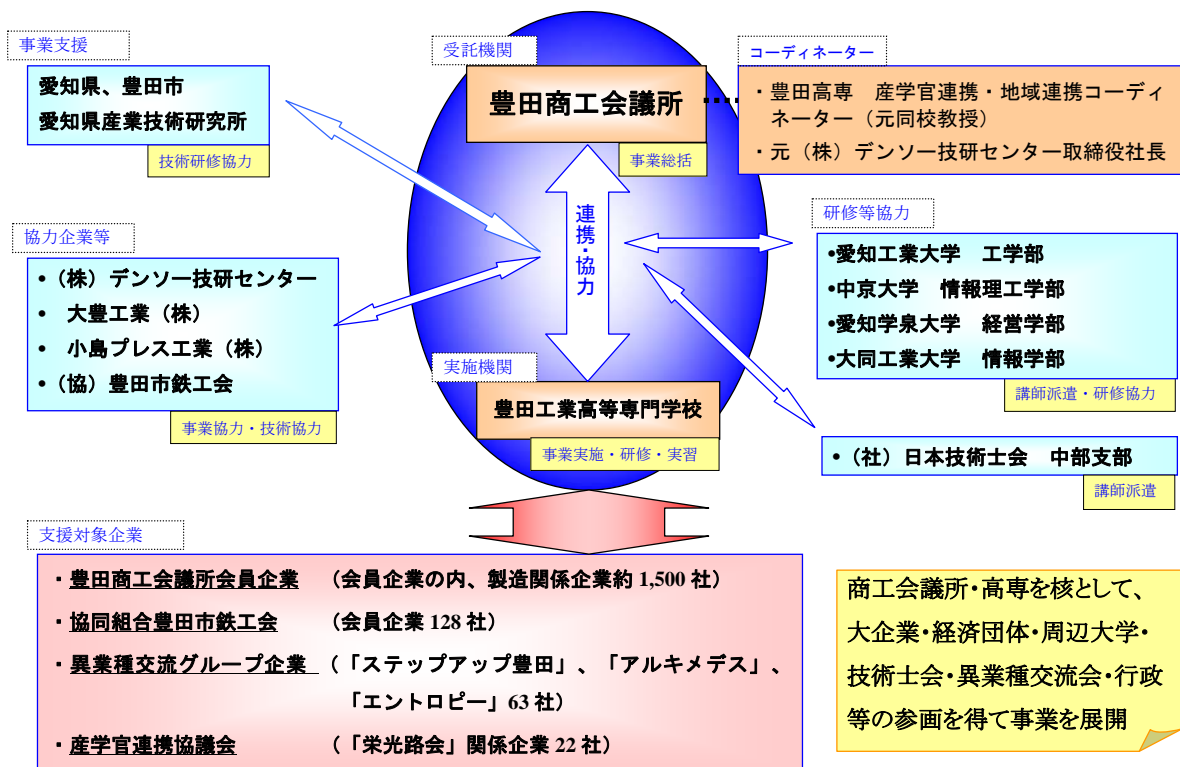 事業支援
愛知県、豊田市
愛知県産業技術研究所
技術研修協力
受託機関
豊田商工会議所
事業総括
コーディネーター
・豊田高専　産学官連携・地域連携コーディ
ネーター（元同校教授）
・元（株）デンソー技研センター取締役社長
連携・協力
協力企業等
•（株）デンソー技研センター
•　大豊工業（株）
•　小島プレス工業（株）
•（協）豊田市鉄工会
事業協力・技術協力
研修等協力
•愛知工業大学　工学部
•中京大学　情報理工学部
•愛知学泉大学　経営学部
•大同工業大学　情報学部
講師派遣・研修協力
実施機関
豊田工業高等専門学校
事業実施・研修・実習
•（社）日本技術士会　中部支部
講師派遣
支援対象企業
・豊田商工会議所会員企業　（会員企業の内、製造関係企業約 1,500 社）
・協同組合豊田市鉄工会　（会員企業 128 社）
・異業種交流グループ企業　（「ステップアップ豊田」、「アルキメデス」、
「エントロピー」63 社）
・産学官連携協議会　（「栄光路会」関係企業 22 社）
商工会議所・高専を核として、
大企業・経済団体・周辺大学・
技術士会・異業種交流会・行政
等の参画を得て事業を展開